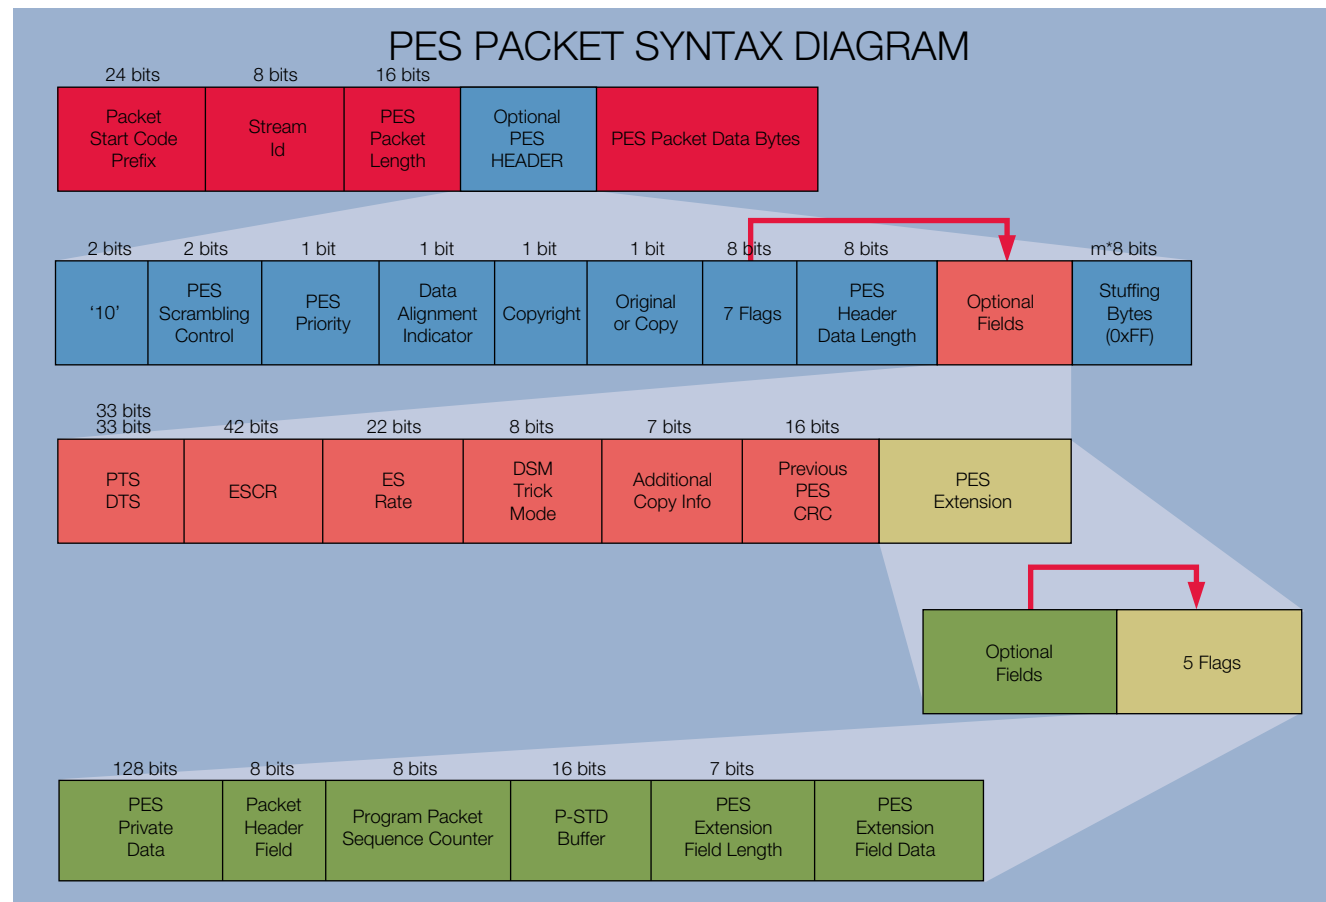 PES PACKET SYNTAX DIAGRAM
24 bits
8 bits
16 bits
Packet
Start Code
Prefix
Stream
Id
PES
Packet
Length
Optional
PES
HEADER
PES Packet Data Bytes
2 bits
2 bits
1 bit
1 bit
1 bit
1 bit
8 bits
8 bits
m*8 bits
‘10’
PES
Scrambling
Control
PES
Priority
Data
Alignment
Indicator
Copyright
Original
or Copy
7 Flags
PES
Header
Data Length
Optional
Fields
Stuffing
Bytes
(0xFF)
33 bits
33 bits
42 bits
22 bits
8 bits
7 bits
16 bits
PTS
DTS
ESCR
ES
Rate
DSM
Trick
Mode
Additional
Copy Info
Previous
PES
CRC
PES
Extension
Optional
Fields
5 Flags
128 bits
8 bits
8 bits
16 bits
7 bits
PES
Private
Data
Packet
Header
Field
Program Packet
Sequence Counter
P-STD
Buffer
PES
Extension
Field Length
PES
Extension
Field Data